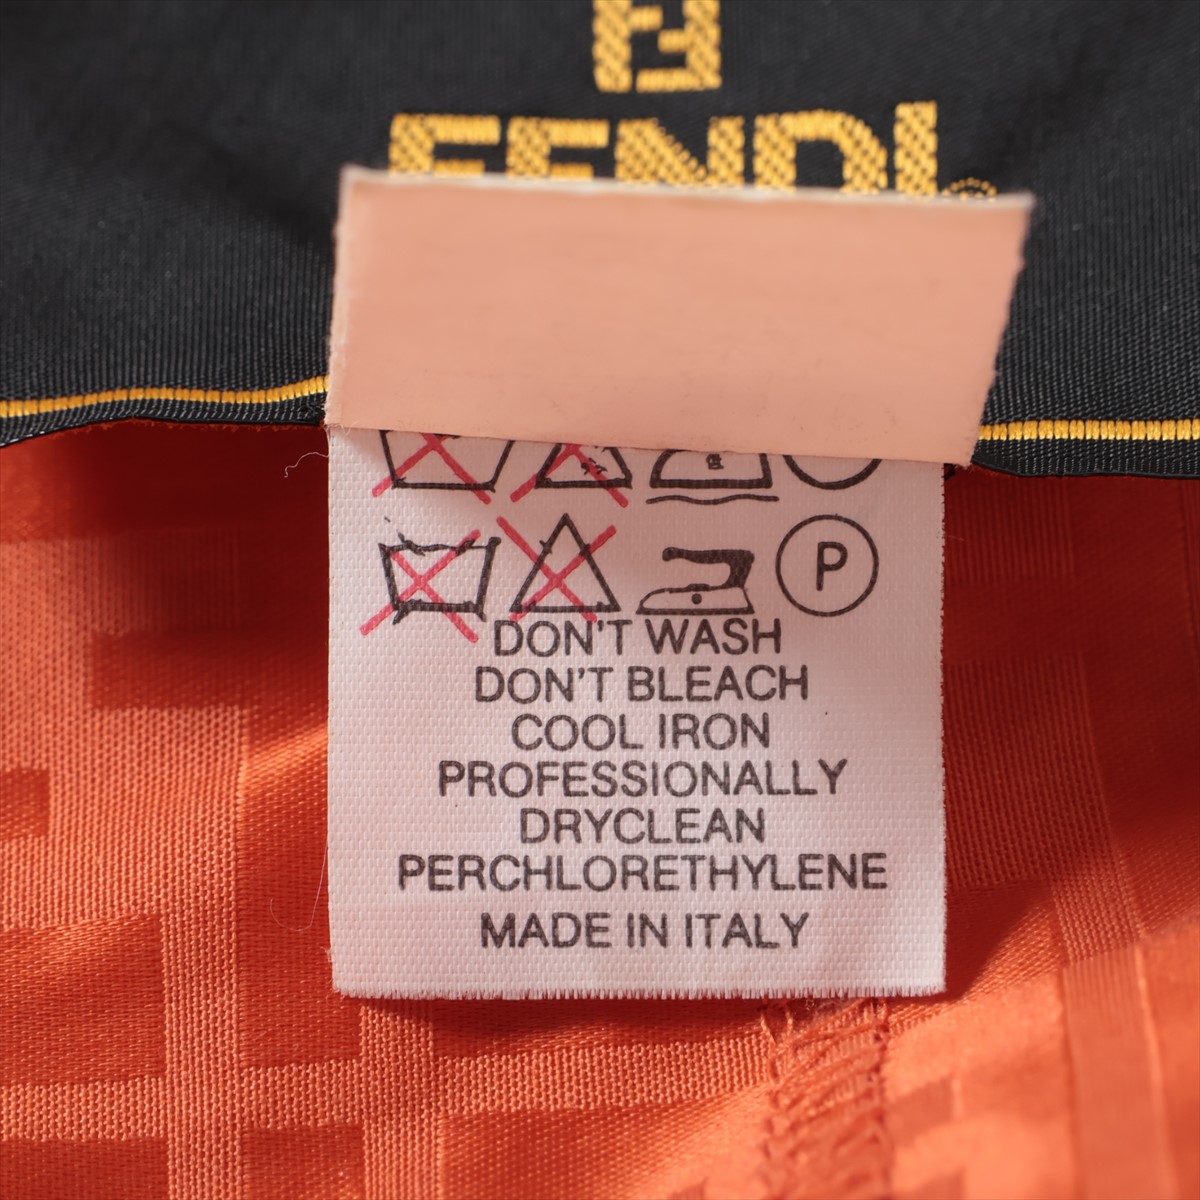 FENDI
P
DON'T WASH
DON'T BLEACH
COOL IRON
PROFESSIONALLY
DRYCLEAN
PERCHLORETHYLENE
MADE IN ITALY